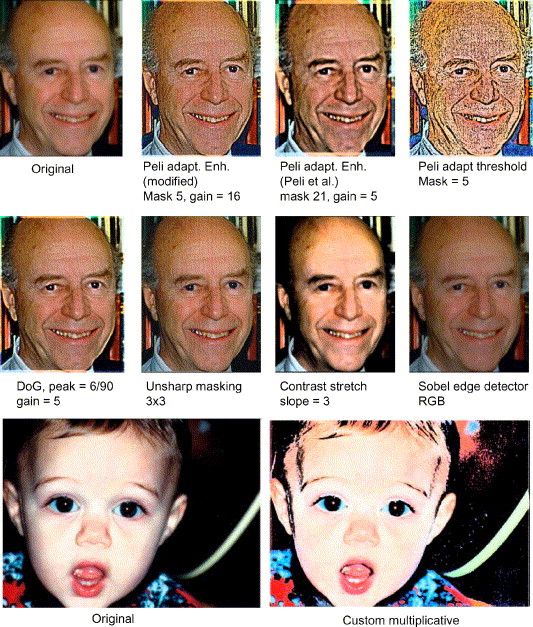 Original
Peli adapt. Enh.
(modified)
Mask 5, gain = 16
Peli adapt. Enh.
(Peli et al.)
mask 21, gain = 5
Peli adapt threshold
Mask = 5
DoG, peak = 6/90
gain = 5
Unsharp masking
3x3
Contrast stretch
slope = 3
Sobel edge detector
RGB
Original
Custom multiplicative